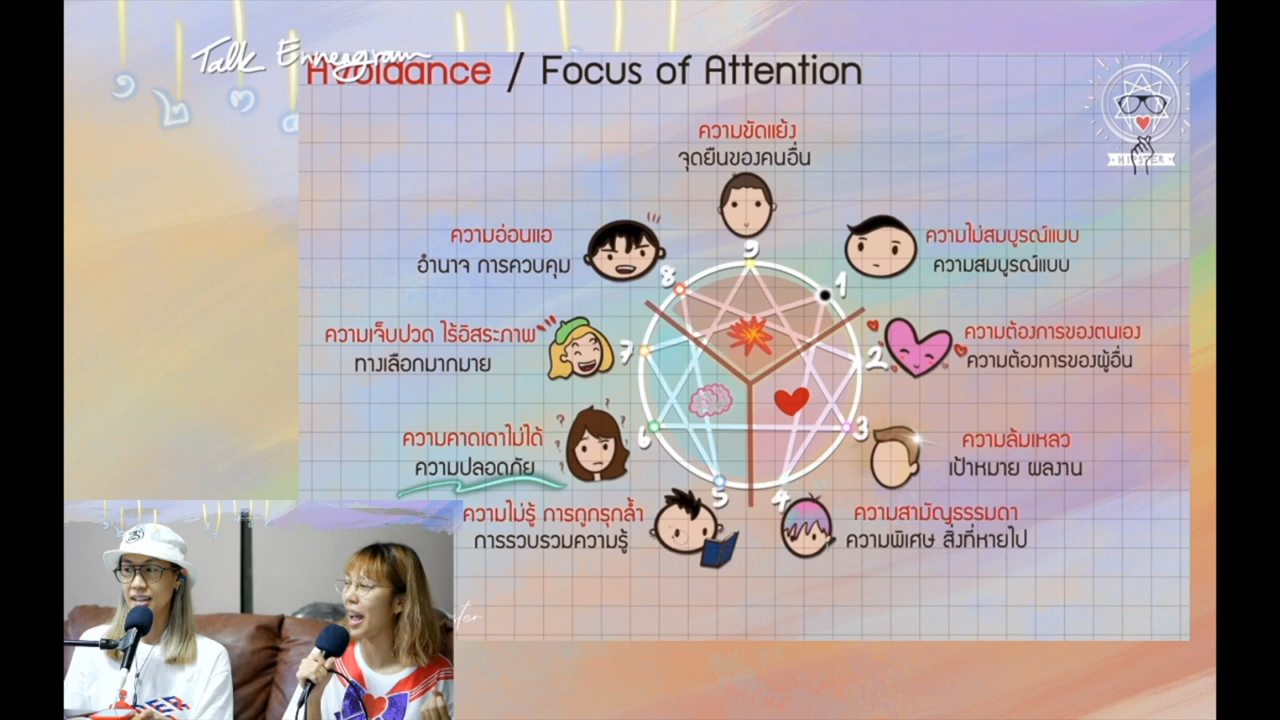 Talk Enneagram
Avoidance / Focus of Attention
๑ ๒ ๓
HIPSTER
ความขัดแย้ง
จุดยืนของคนอื่น
ความอ่อนแอ
อำนาจ การควบคุม
ความไม่สมบูรณ์แบบ
ความสมบูรณ์แบบ
9
8
1
ความเจ็บปวด ไร้อิสระภาพ
ทางเลือกมากมาย
7
2
ความต้องการของตนเอง
ความต้องการของผู้อื่น
ความคาดเดาไม่ได้
ความปลอดภัย
6
3
ความล้มเหลว
เป้าหมาย ผลงาน
5
4
ความไม่รู้ การถูกรุกล้ำ
การรวบรวมความรู้
ความสามัญธรรมดา
ความพิเศษ สิ่งที่หายไป